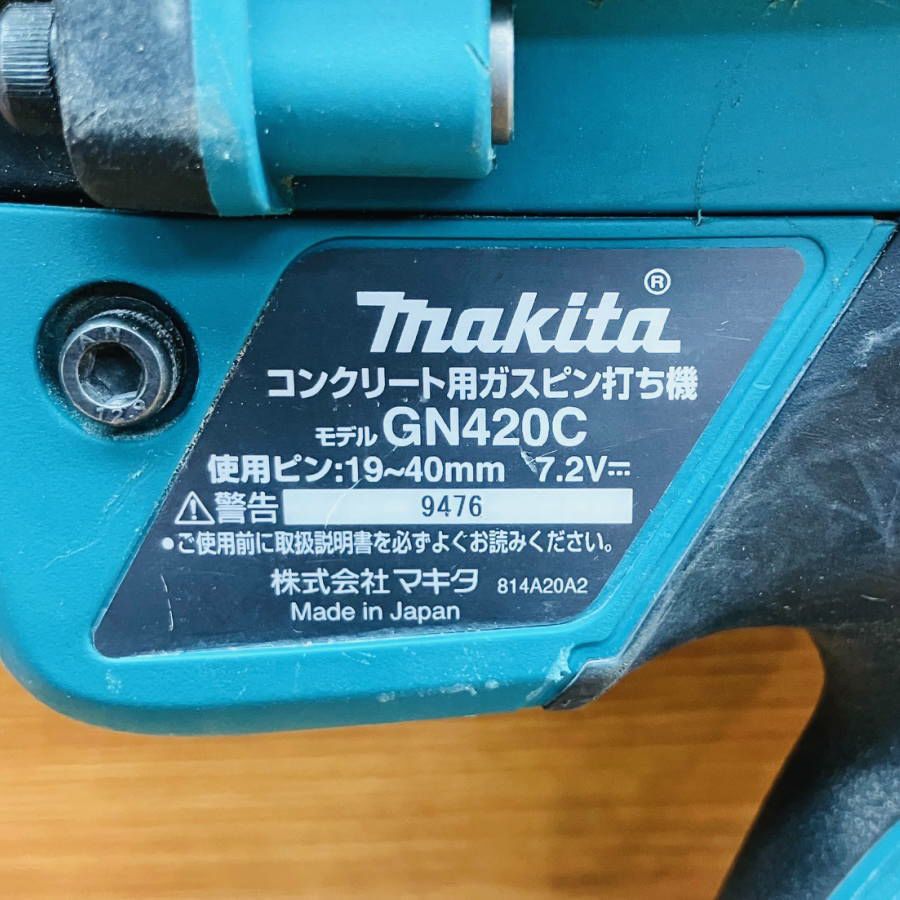 makita®
コンクリート用ガスピン打ち機
モデル GN420C
使用ピン:19~40mm 7.2V⎓
⚠警告 9476
•ご使用前に取扱説明書を必ずよくお読みください。
株式会社マキタ 814A20A2
Made in Japan
12.9